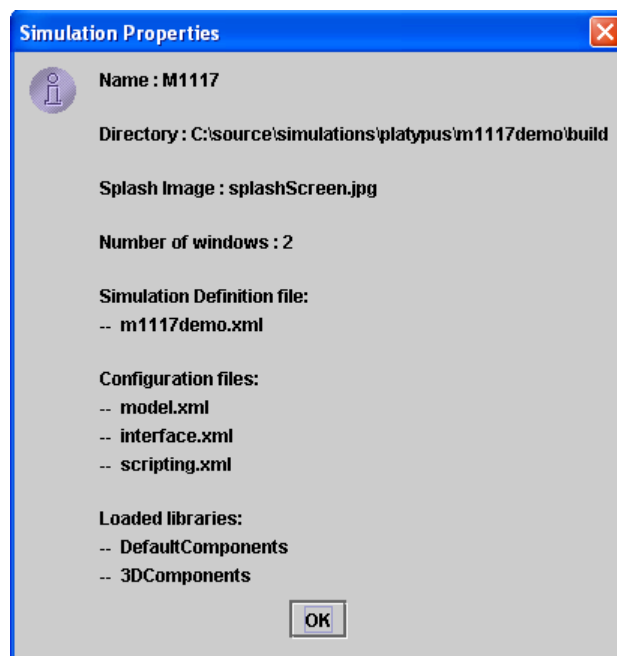 Simulation Properties
Name : M1117
Directory : C:\source\simulations\platypus\m1117demo\build
Splash Image : splashScreen.jpg
Number of windows : 2
Simulation Definition file:
-- m1117demo.xml
Configuration files:
-- model.xml
-- interface.xml
-- scripting.xml
Loaded libraries:
-- DefaultComponents
-- 3DComponents
OK